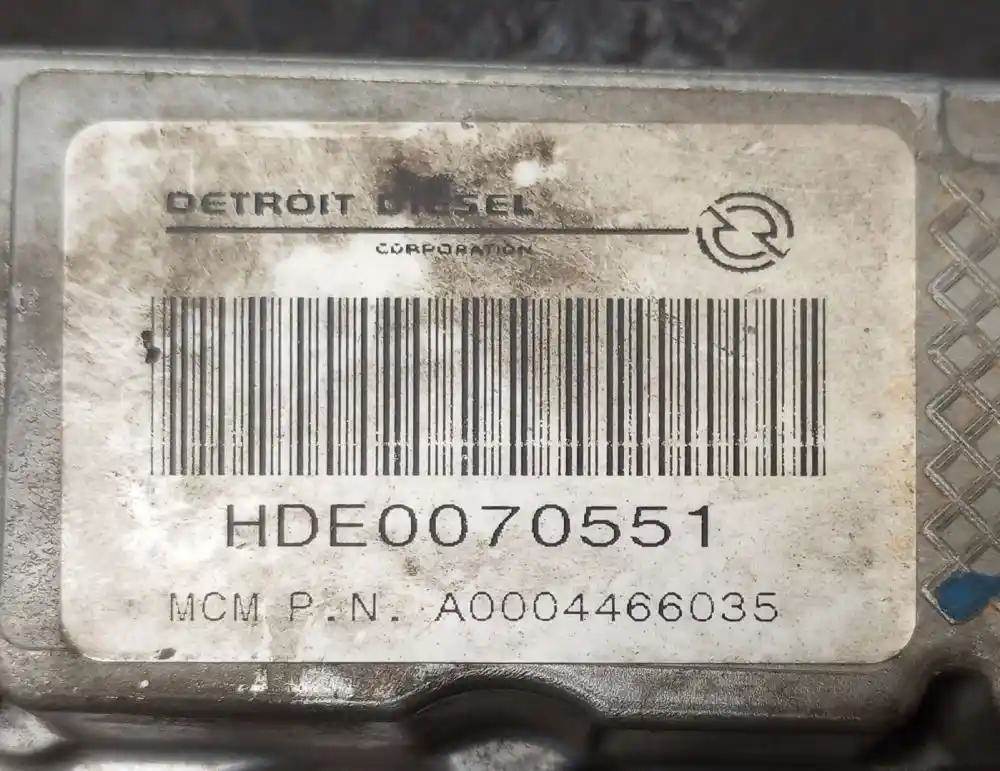 DETROIT DIESEL
CORPORATION
HDE0070551
MCM P.N. A0004466035